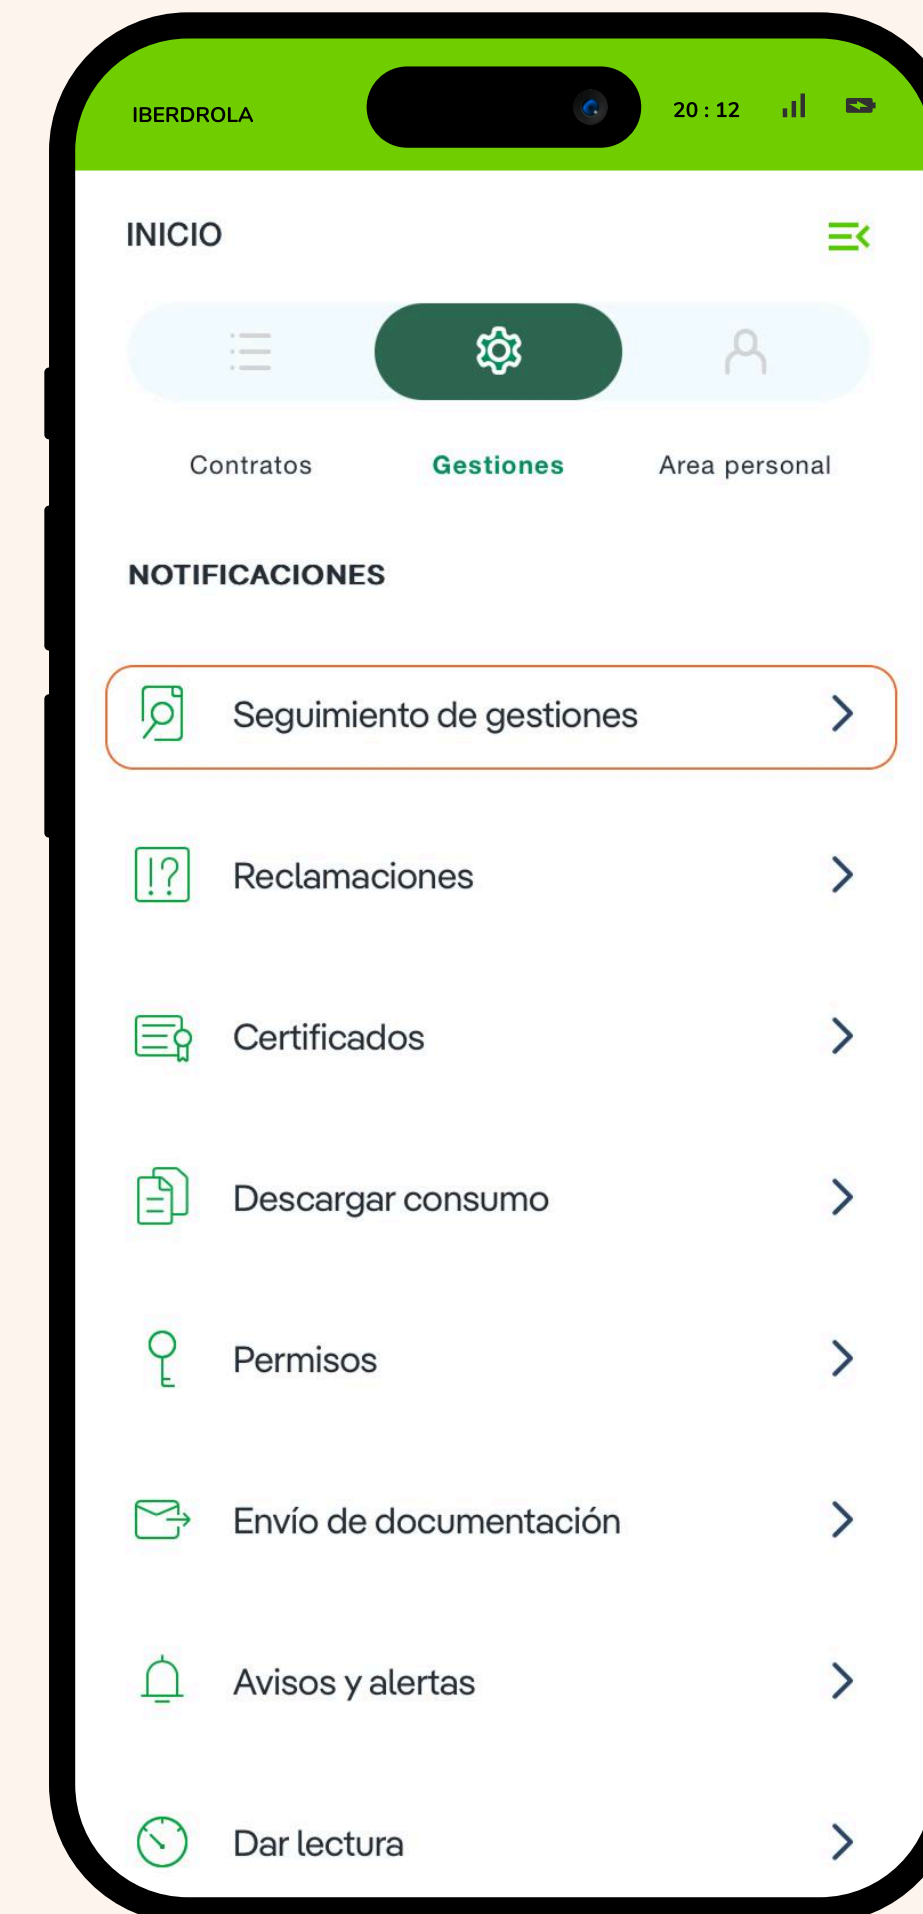 IBERDROLA
20 : 12
INICIO
Contratos
Gestiones
Area personal
NOTIFICACIONES
Seguimiento de gestiones
!? Reclamaciones
Certificados
Descargar consumo
Permisos
Envío de documentación
Avisos y alertas
Dar lectura